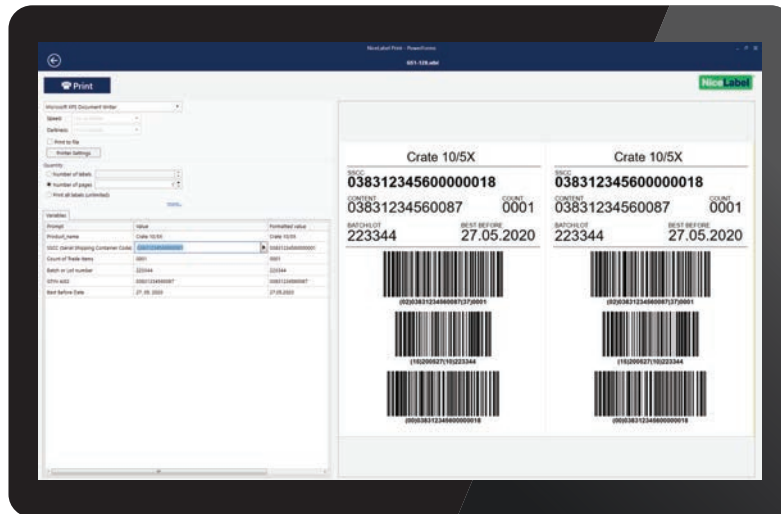 NiceLabel Print - PowerForms
GS1-128.nlbl
Print
NiceLabel
Microsoft XPS Document Writer
Speed:
Darkness:
Print to file
Printer Settings...
Quantity
Number of labels
Number of pages
Print all labels (unlimited)
more...
Variables
Prompt Value Formatted value
Product_name Crate 10/5X Crate 10/5X
SSCC (Serial Shipping Container Code)
Count of Trade Items 0001 0001
Batch or Lot number 223344 223344
03831234560087 03831234560087
Best Before Date 27. 05. 2020 27.05.2020
Crate 10/5X
SSCC
038312345600000018
CONTENT COUNT
03831234560087 0001
BATCH/LOT BEST BEFORE
223344 27.05.2020
(02)03831234560087(37)0001
(15)200527(10)223344
(00)038312345600000018
Crate 10/5X
SSCC
038312345600000018
CONTENT COUNT
03831234560087 0001
BATCH/LOT BEST BEFORE
223344 27.05.2020
(02)03831234560087(37)0001
(15)200527(10)223344
(00)038312345600000018